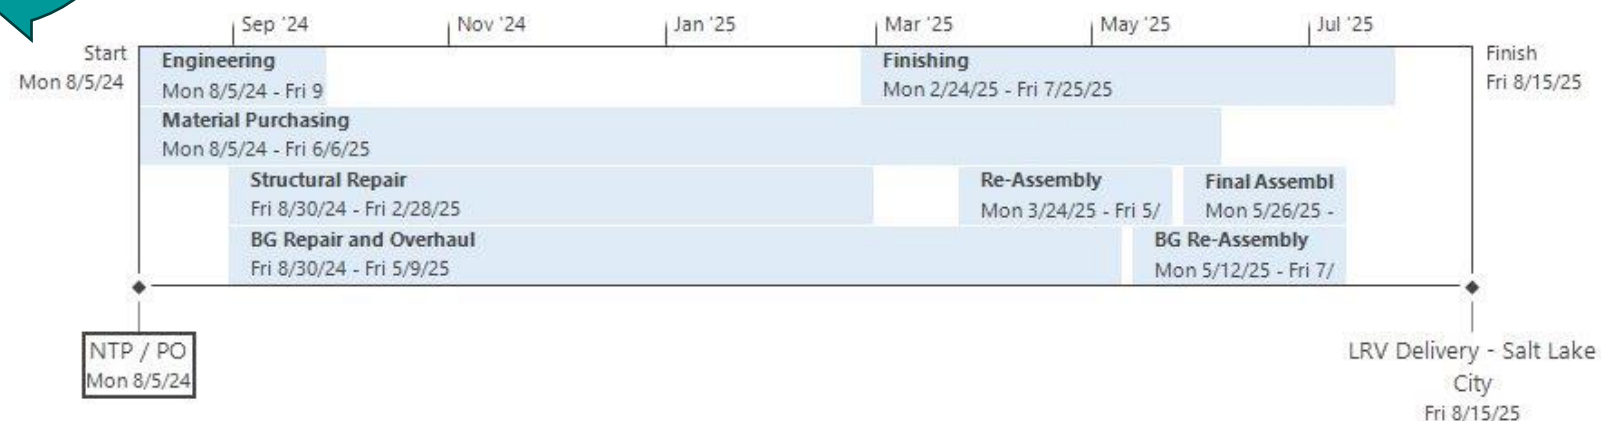 Sep '24
Nov '24
Jan '25
Mar '25
May '25
Jul '25
Start
Mon 8/5/24
Engineering
Mon 8/5/24 - Fri 9
Finishing
Mon 2/24/25 - Fri 7/25/25
Finish
Fri 8/15/25
Material Purchasing
Mon 8/5/24 - Fri 6/6/25
Structural Repair
Fri 8/30/24 - Fri 2/28/25
Re-Assembly
Mon 3/24/25 - Fri 5/
Final Assembl
Mon 5/26/25 -
BG Repair and Overhaul
Fri 8/30/24 - Fri 5/9/25
BG Re-Assembly
Mon 5/12/25 - Fri 7/
NTP / PO
Mon 8/5/24
LRV Delivery - Salt Lake
City
Fri 8/15/25